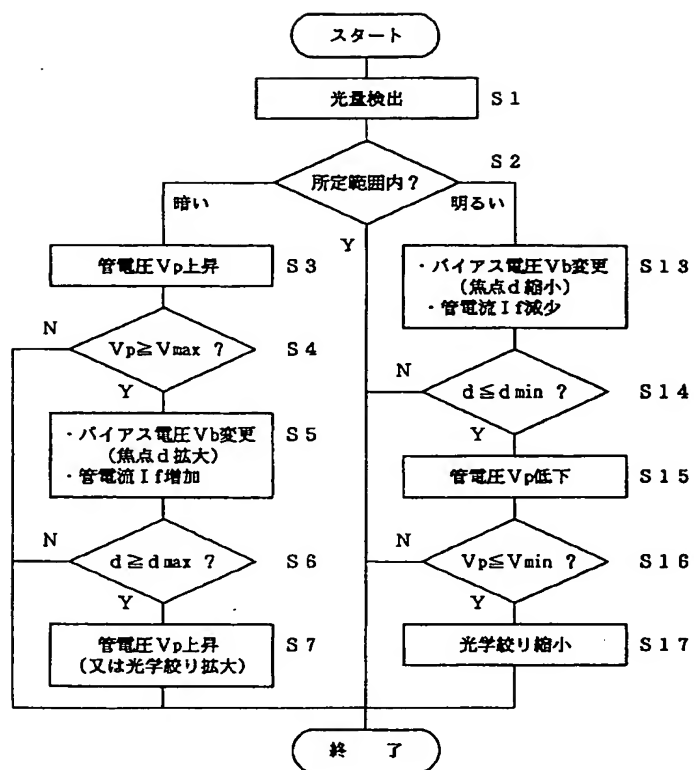 スタート
光量検出 S1
所定範囲内? S2
暗い
Y
明るい
管電圧Vp上昇 S3
N
Vp≧Vmax ? S4
Y
・バイアス電圧Vb変更 S5
(焦点d拡大)
・管電流If増加
N
d≧dmax ? S6
Y
管電圧Vp上昇 S7
(又は光学絞り拡大)
・バイアス電圧Vb変更 S13
(焦点d縮小)
・管電流If減少
N
d≦dmin ? S14
Y
管電圧Vp低下 S15
N
Vp≦Vmin ? S16
Y
光学絞り縮小 S17
終 了